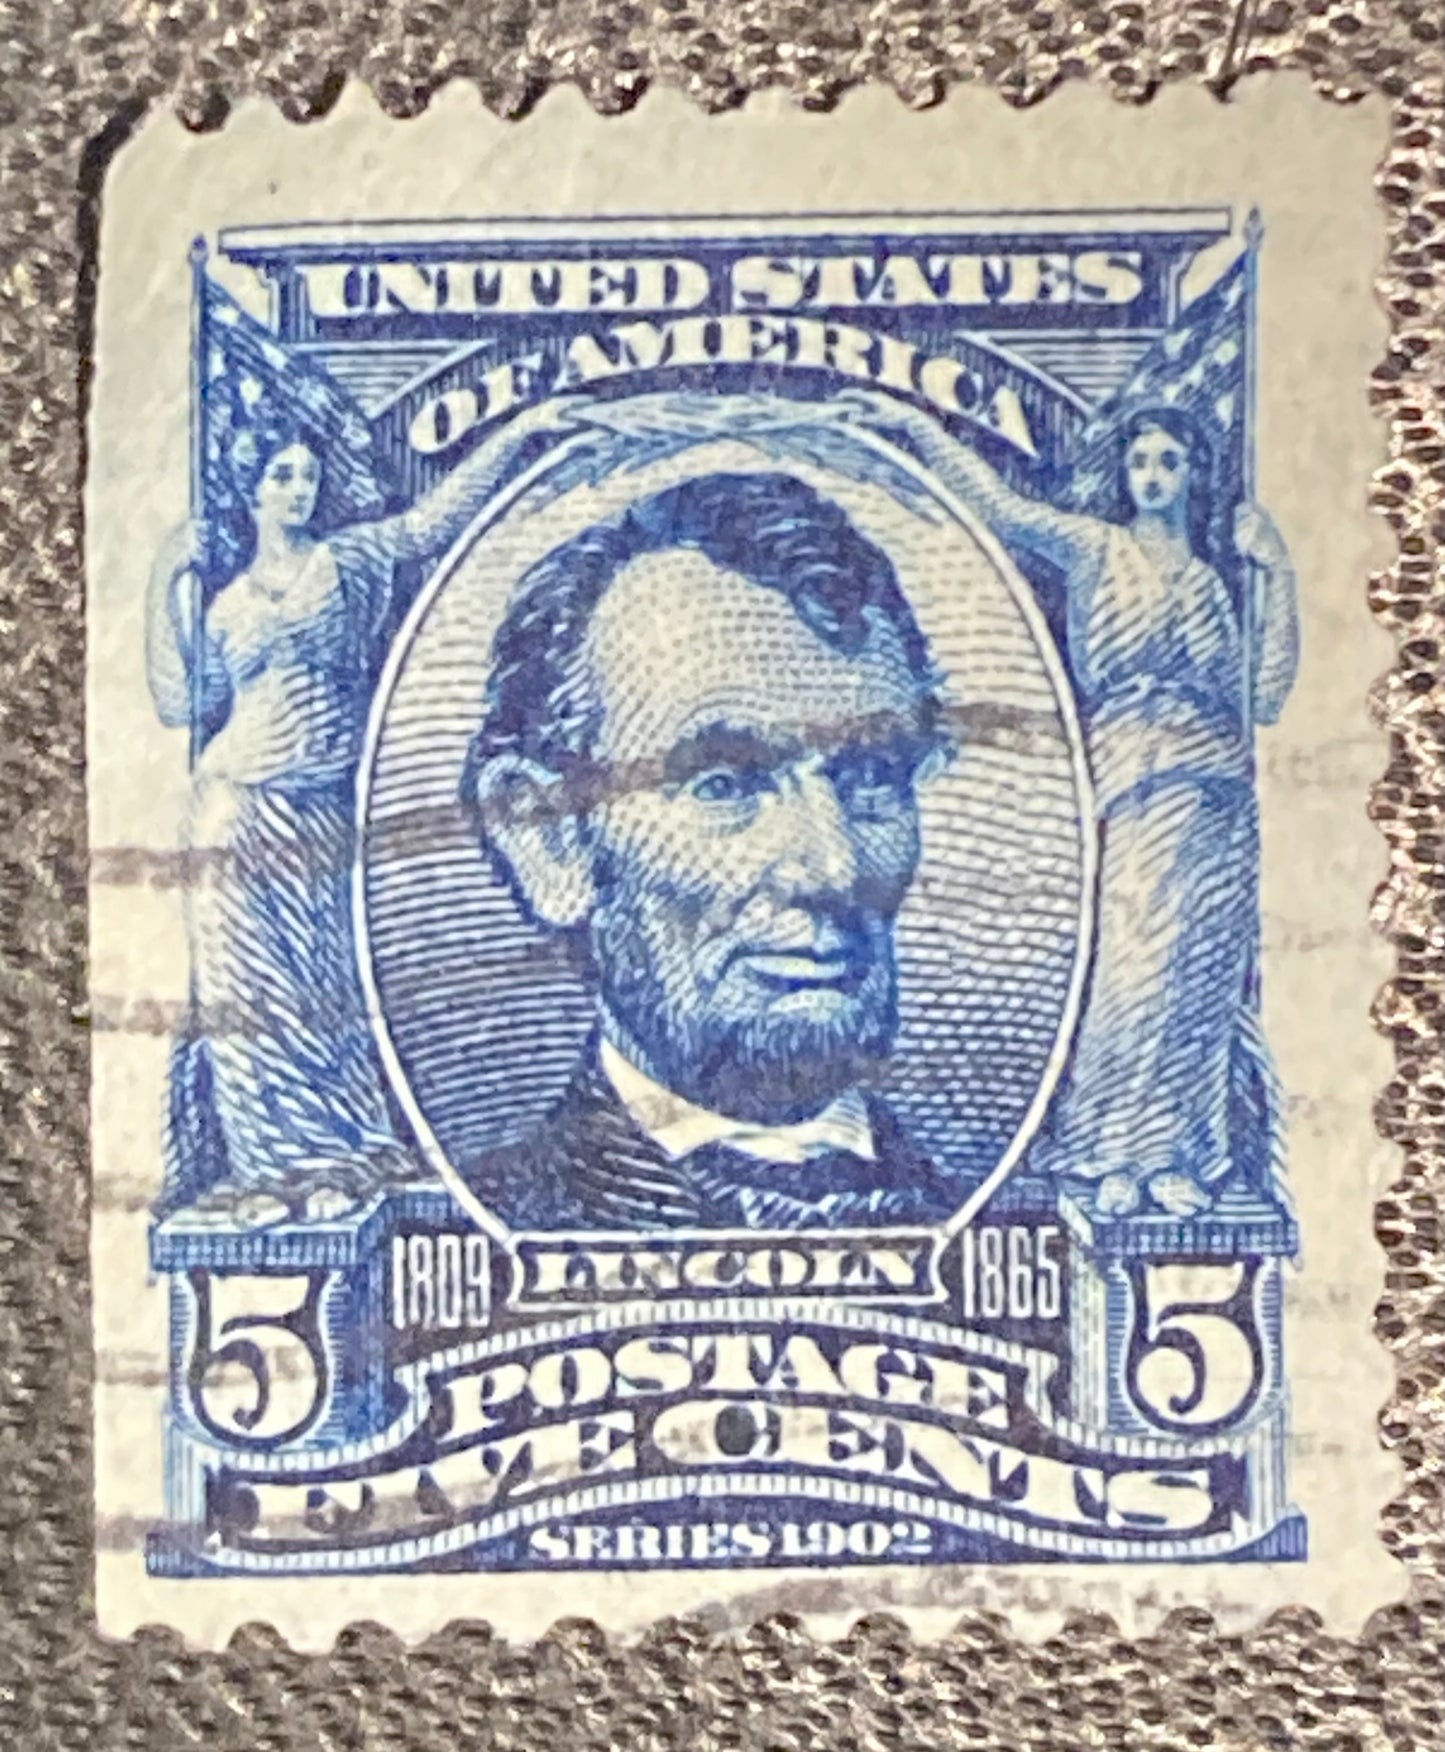 UNITED STATES
OF AMERICA
1809 LINCOLN 1865
5 POSTAGE 5
FIVE CENTS
SERIES 1902